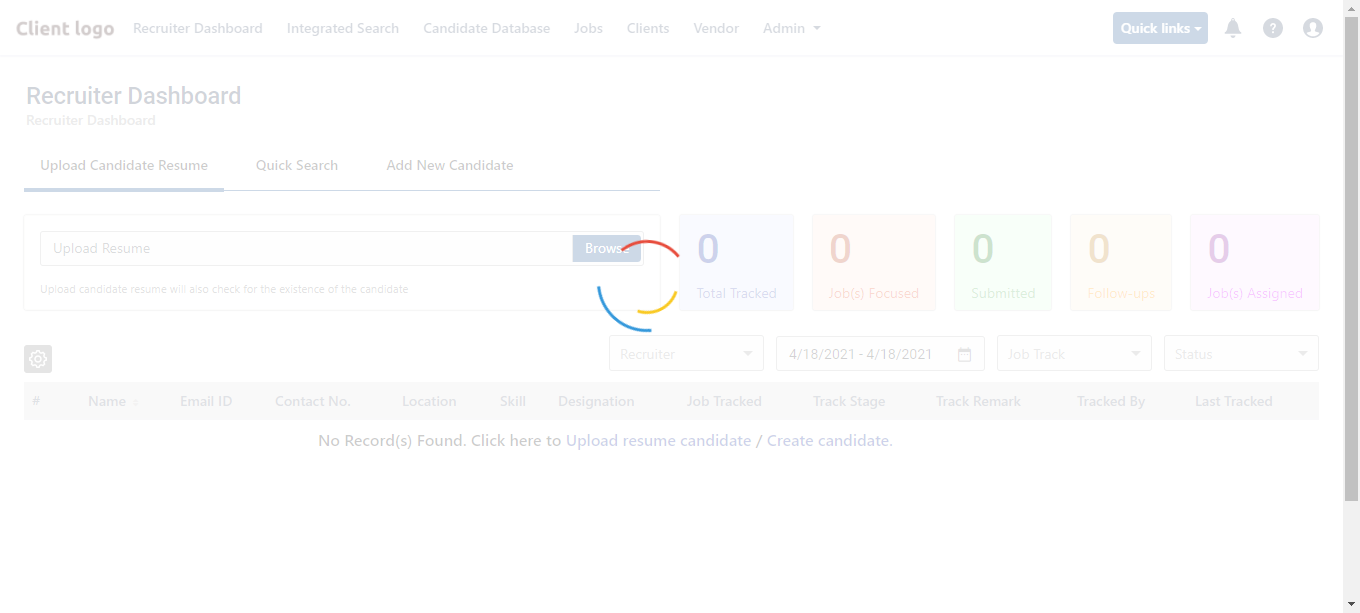 Client logo Recruiter Dashboard Integrated Search Candidate Database Jobs Clients Vendor Admin Quick links ?
Recruiter Dashboard
Recruiter Dashboard
Upload Candidate Resume Quick Search Add New Candidate
Upload Resume Browse
Upload candidate resume will also check for the existence of the candidate
0 0 0 0 0
Total Tracked Job(s) Focused Submitted Follow-ups Job(s) Assigned
Recruiter 4/18/2021 - 4/18/2021 Job Track Status
# Name Email ID Contact No. Location Skill Designation Job Tracked Track Stage Track Remark Tracked By Last Tracked
No Record(s) Found. Click here to Upload resume candidate / Create candidate.